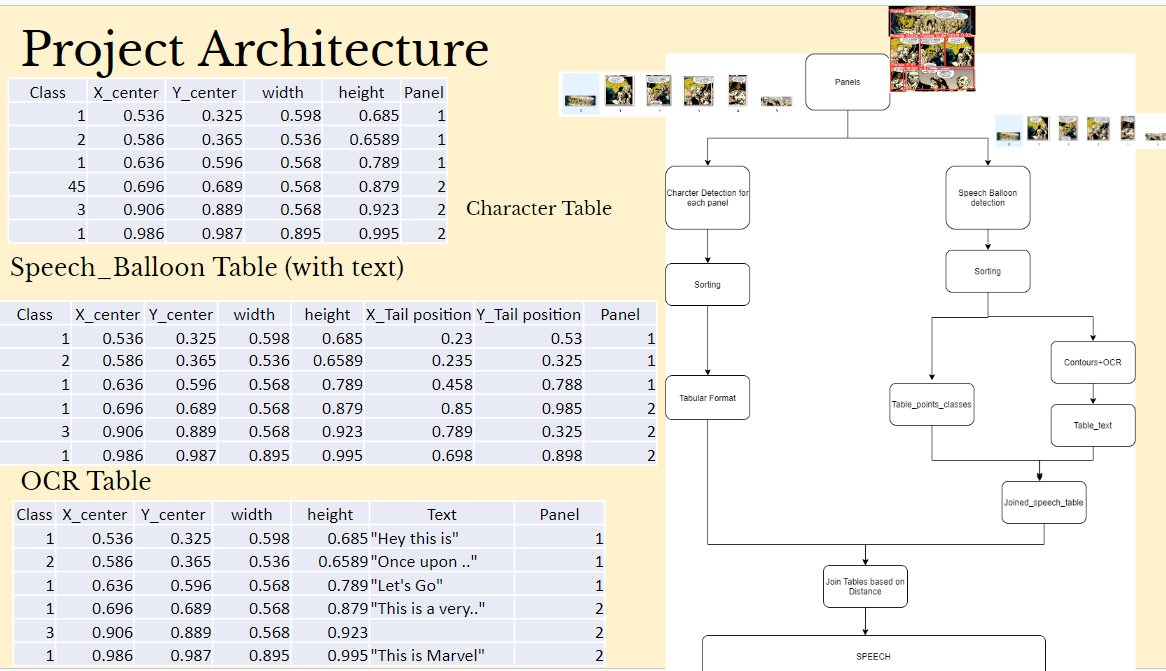 Project Architecture
Class X_center Y_center width height Panel
1 0.536 0.325 0.598 0.685 1
2 0.586 0.365 0.536 0.6589 1
1 0.636 0.596 0.568 0.789 1
45 0.696 0.689 0.568 0.879 2
3 0.906 0.889 0.568 0.923 2
1 0.986 0.987 0.895 0.995 2
Character Table
Speech_Balloon Table (with text)
Class X_center Y_center width height X_Tail position Y_Tail position Panel
1 0.536 0.325 0.598 0.685 0.23 0.53 1
2 0.586 0.365 0.536 0.6589 0.235 0.325 1
1 0.636 0.596 0.568 0.789 0.458 0.788 1
1 0.696 0.689 0.568 0.879 0.85 0.985 2
3 0.906 0.889 0.568 0.923 0.789 0.325 2
1 0.986 0.987 0.895 0.995 0.698 0.898 2
OCR Table
Class X_center Y_center width height Text Panel
1 0.536 0.325 0.598 0.685 "Hey this is" 1
2 0.586 0.365 0.536 0.6589 "Once upon .." 1
1 0.636 0.596 0.568 0.789 "Let's Go" 1
1 0.696 0.689 0.568 0.879 "This is a very.." 2
3 0.906 0.889 0.568 0.923 2
1 0.986 0.987 0.895 0.995 "This is Marvel" 2
Panels
Charcter Detection for
each panel
Sorting
Tabular Format
Speech Balloon
detection
Sorting
Contours+OCR
Table_points_classes
Table_text
Joined_speech_table
Join Tables based on
Distance
SPEECH